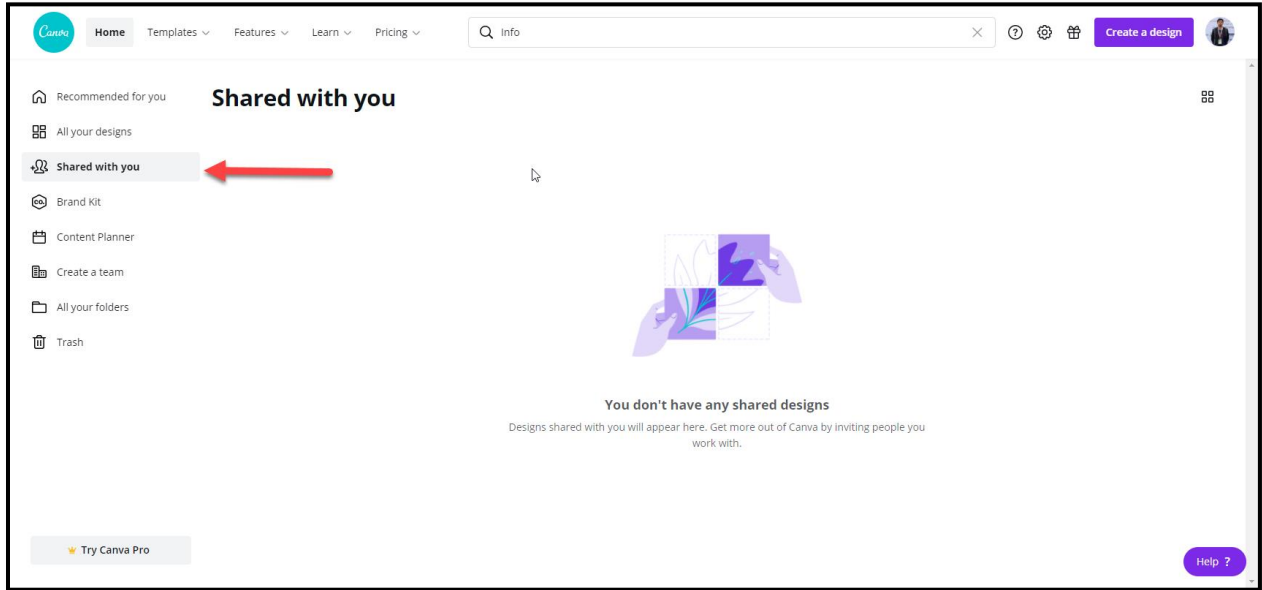 Canva
Home Templates Features Learn Pricing Info Create a design
Recommended for you
Shared with you
All your designs
Shared with you
co.
Brand Kit
Content Planner
Create a team
All your folders
Trash
You don't have any shared designs
Designs shared with you will appear here. Get more out of Canva by inviting people you
work with.
Try Canva Pro
Help ?